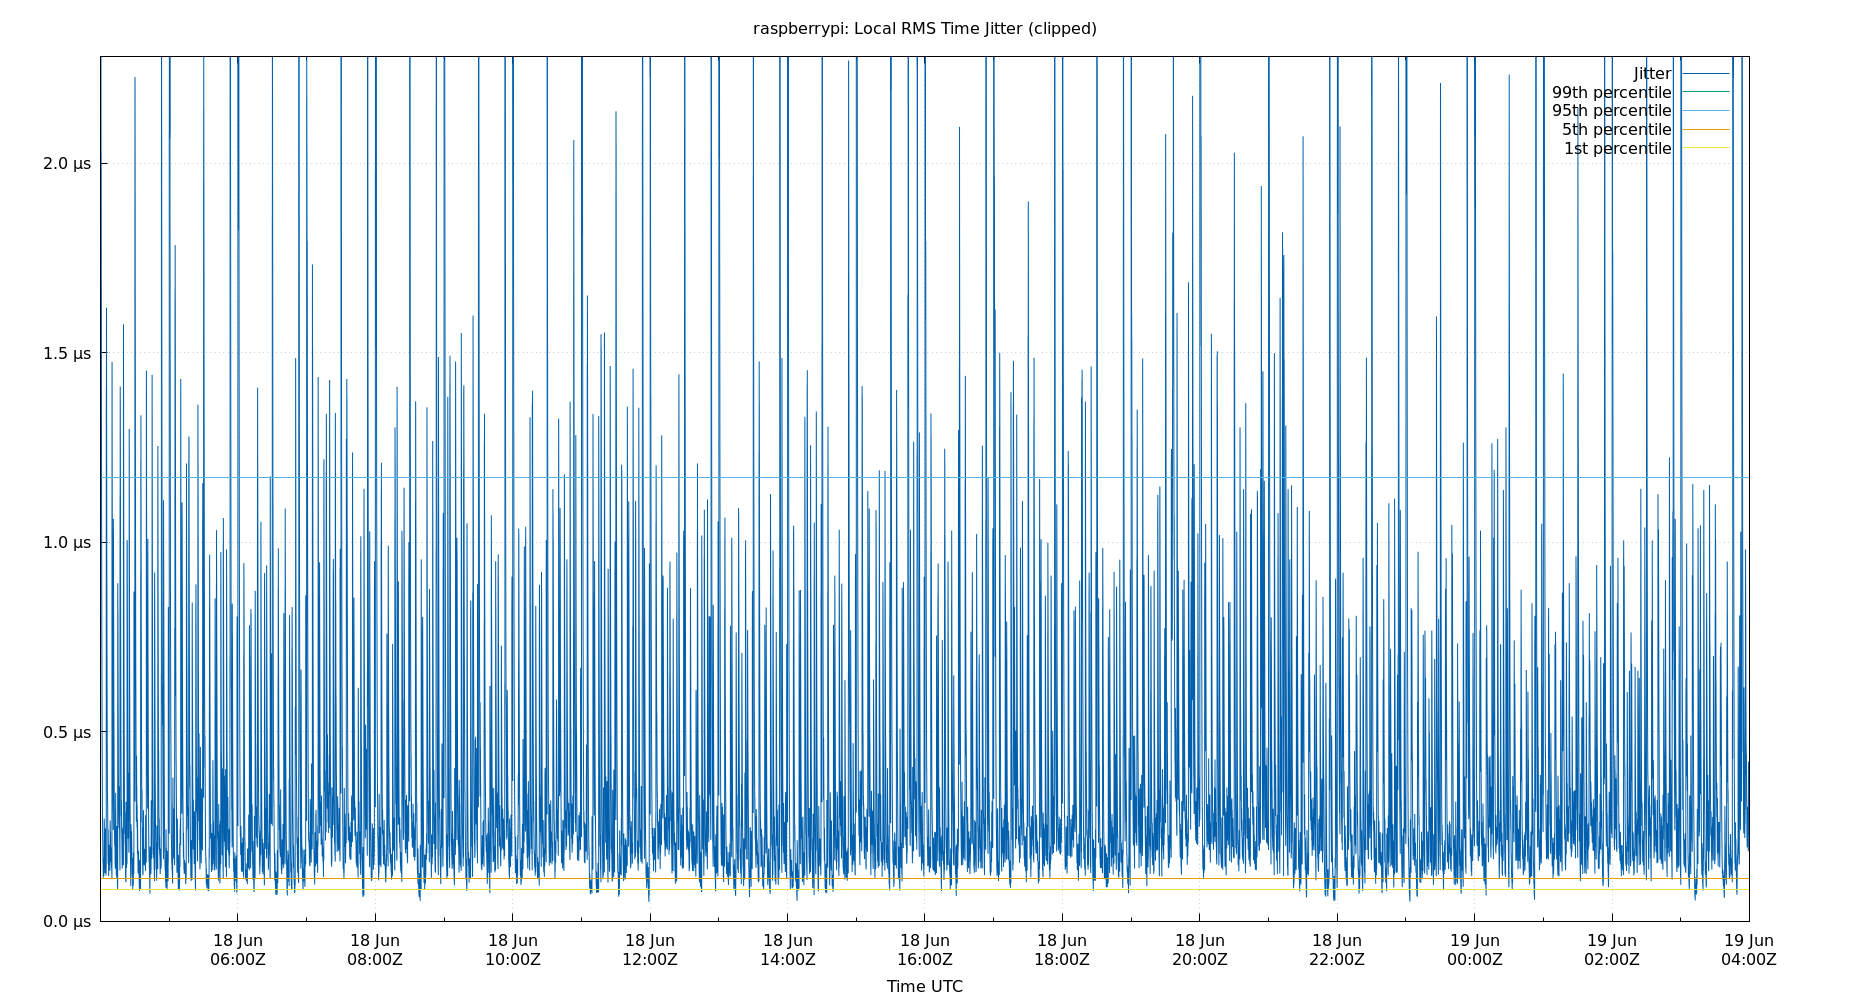 raspberrypi: Local RMS Time Jitter (clipped)
Jitter
99th percentile
95th percentile
5th percentile
1st percentile
2.0 µs
1.5 µs
1.0 µs
0.5 µs
0.0 µs
18 Jun 18 Jun 18 Jun 18 Jun 18 Jun 18 Jun 18 Jun 18 Jun 18 Jun 19 Jun 19 Jun 19 Jun
06:00Z 08:00Z 10:00Z 12:00Z 14:00Z 16:00Z 18:00Z 20:00Z 22:00Z 00:00Z 02:00Z 04:00Z
Time UTC